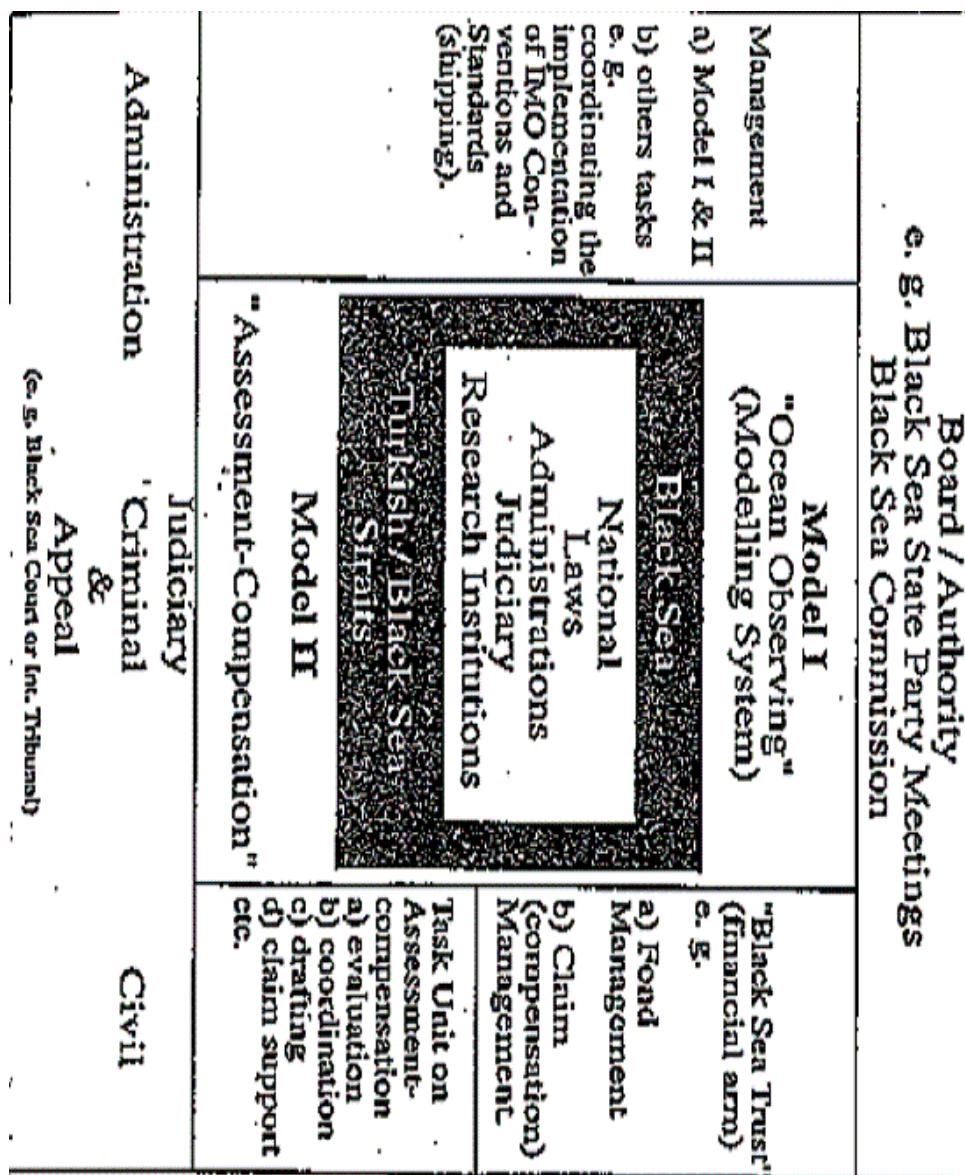 Board / Authority
e. g. Black Sea State Party Meetings
Black Sea Commission
Management
a) Model I & II
b) others tasks
e. g.
coordinating the
implementation
of IMO Con-
ventions and
Standards
(shipping).
Model I
"Ocean Observing"
(Modelling System)
Black Sea
National
Laws
Administrations
Judiciary
Research Institutions
Turkish/Black Sea
Straits
Model II
"Assessment-Compensation"
"Black Sea Trust"
(financial arm)
e. g.
a) Fond
Management
b) Claim
(compensation)
Management
Task Unit on
Assessment-
compensation
a) evaluation
b) coordination
c) drafting
d) claim support
etc.
Judiciary
Administration Criminal Civil
&
Appeal
(e. g. Black Sea Court or Int. Tribunal)